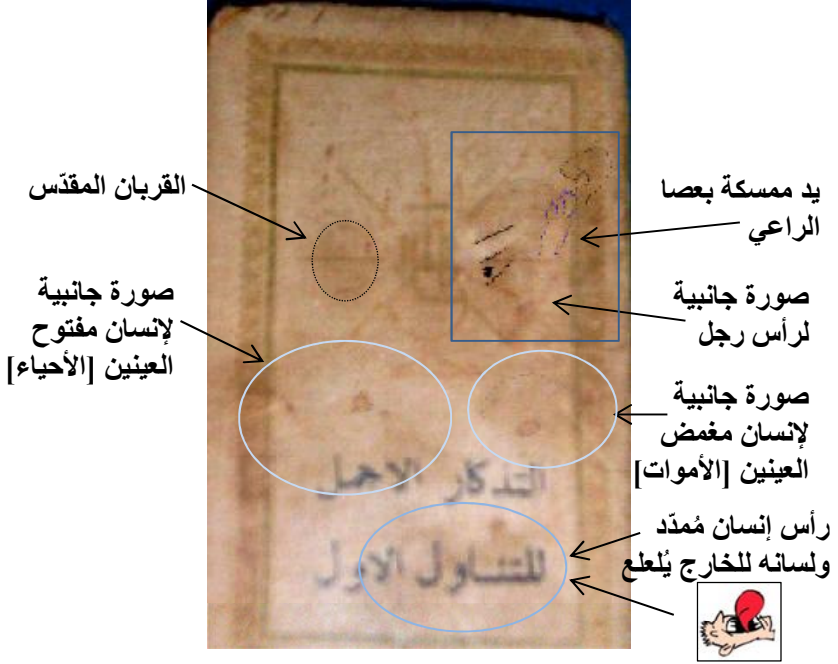 القربان المقدّس
يد ممسكة بعصا
الراعي
صورة جانبية
لإنسان مفتوح
العينين [الأحياء]
صورة جانبية
لرأس رجل
صورة جانبية
لإنسان مغمض
العينين [الأموات]
التذكار الاجمل
للتناول الاول
رأس إنسان مُمدّد
ولسانه للخارج يُلعلع